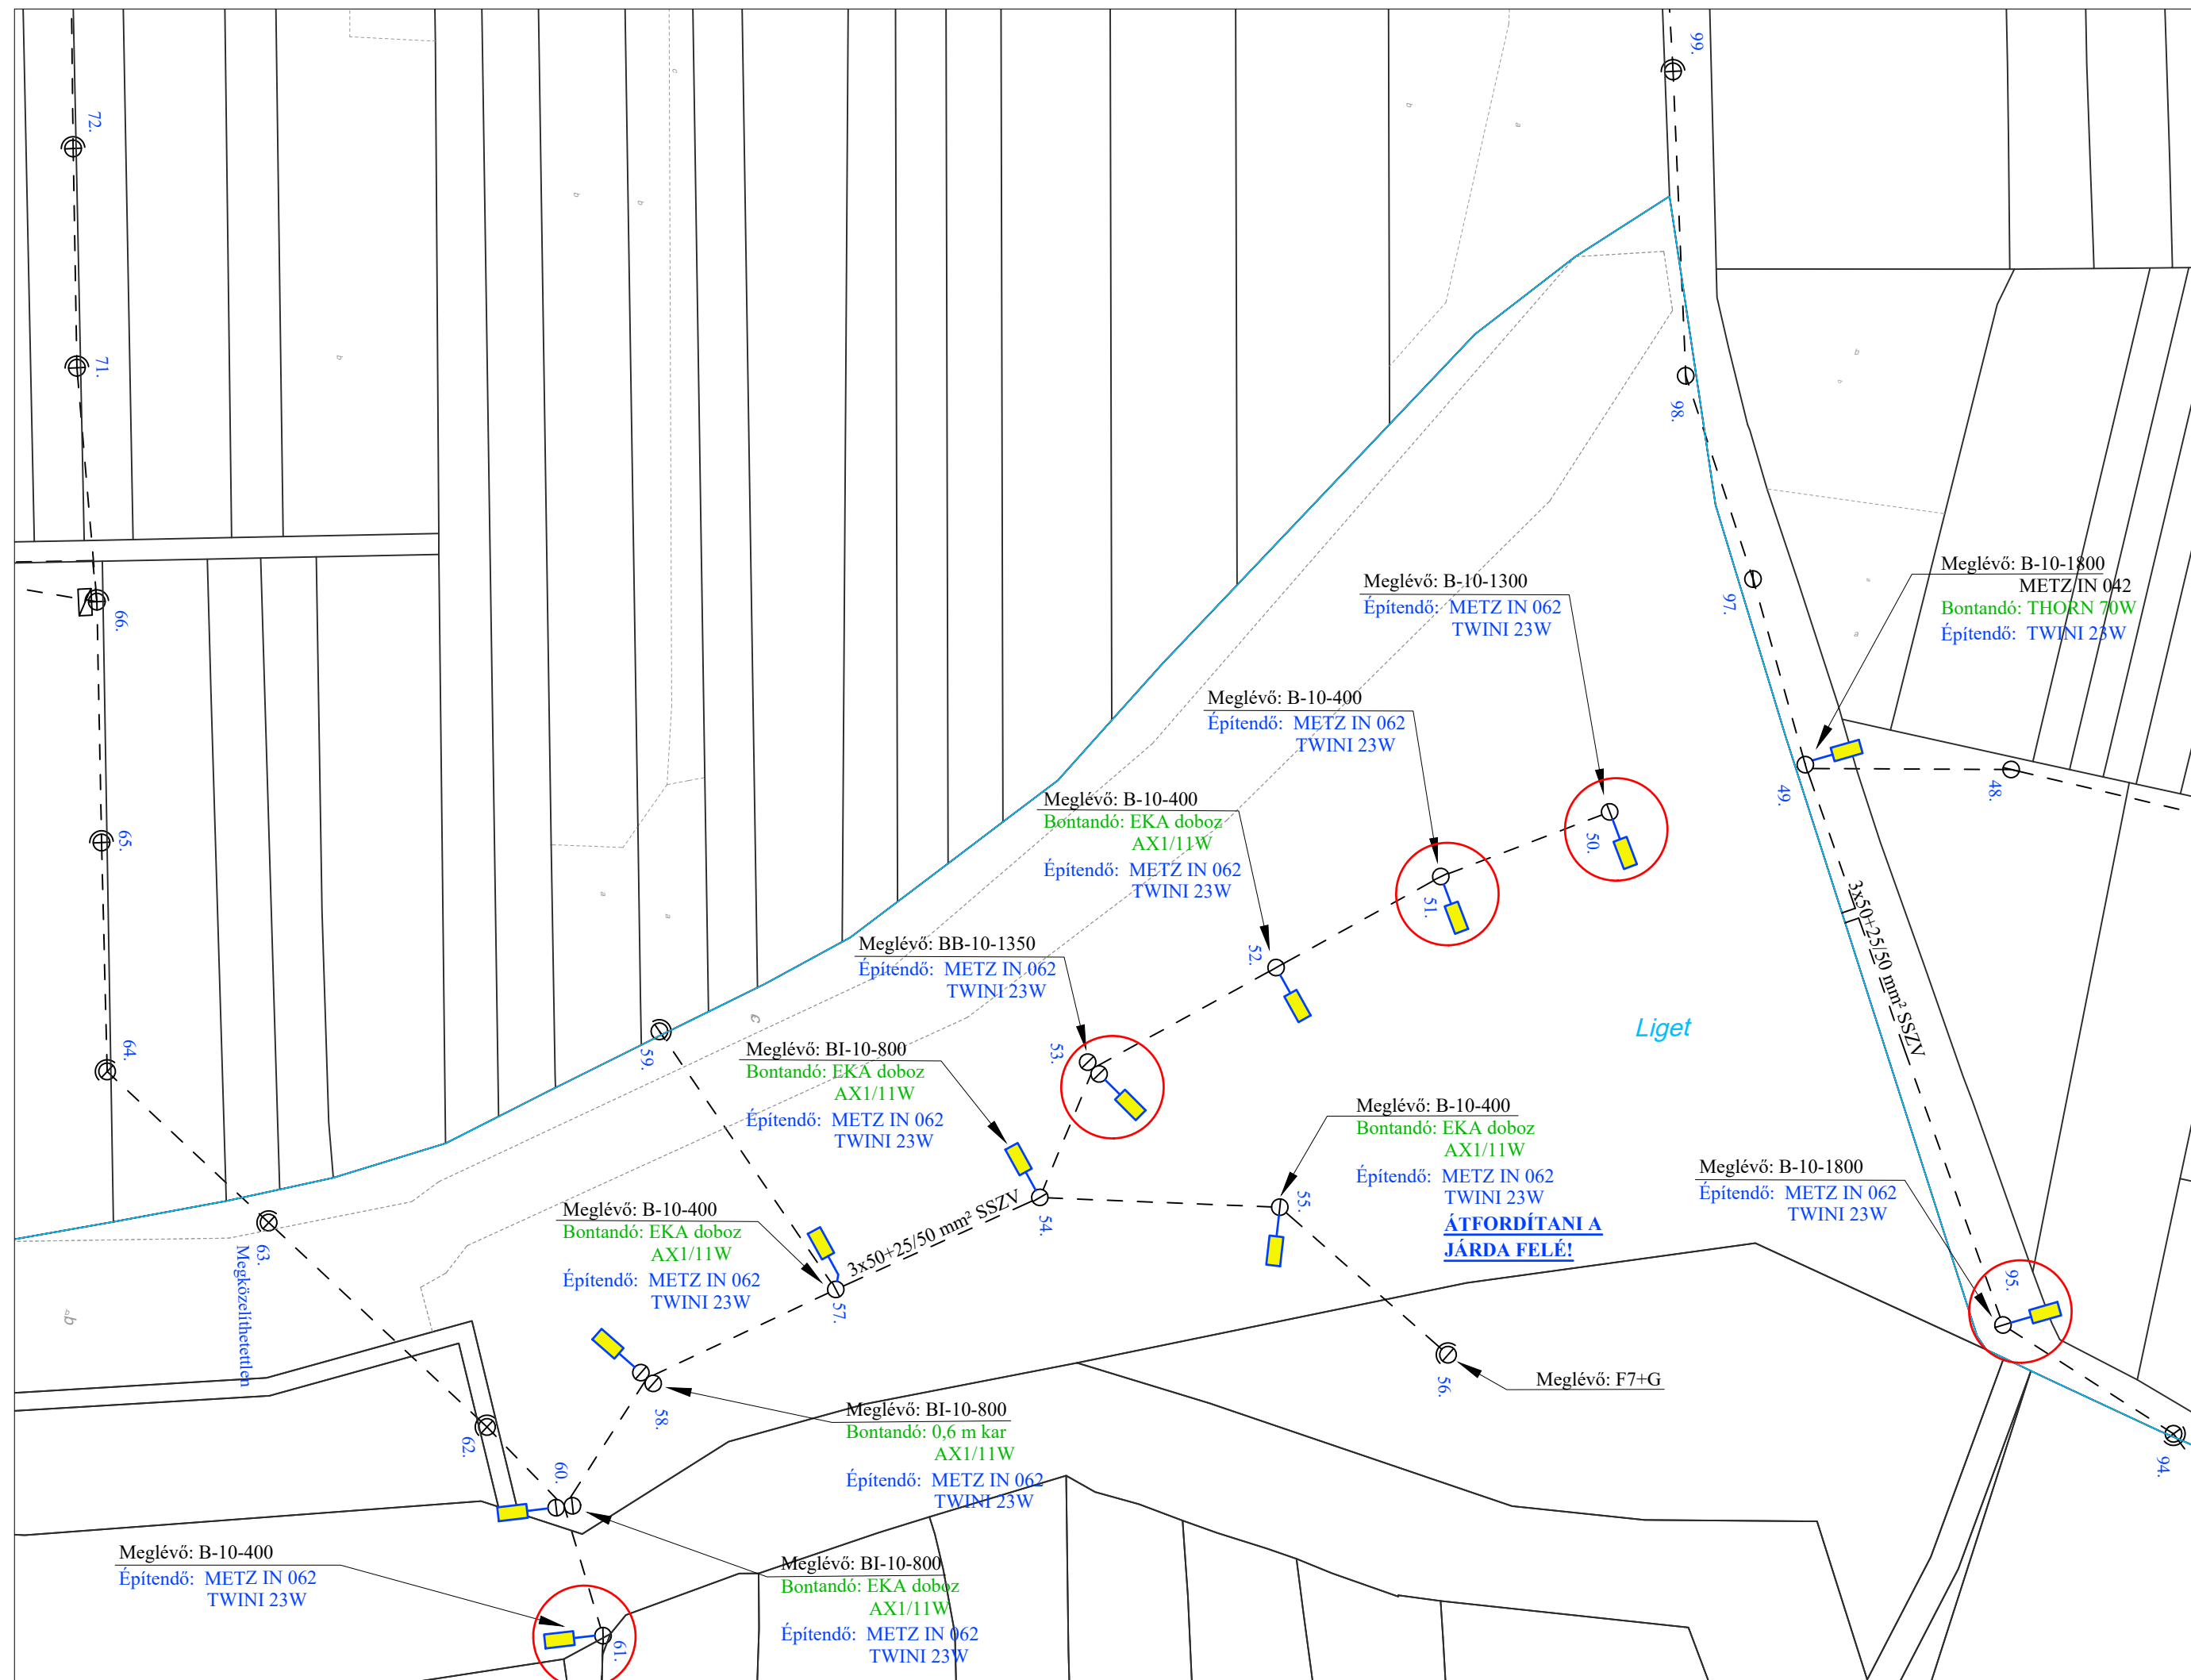 99.
72.
71.
98.
66.
97.
Meglévő: B-10-1800
METZ IN 042
Bontandó: THORN 70W
Építendő: TWINI 23W
Meglévő: B-10-1300
Építendő: METZ IN 062
TWINI 23W
Meglévő: B-10-400
Építendő: METZ IN 062
TWINI 23W
49.
48.
Meglévő: B-10-400
Bontandó: EKA doboz
AX1/11W
Építendő: METZ IN 062
TWINI 23W
50.
51.
65.
52.
3x50+25/50 mm² SSZV
Meglévő: BB-10-1350
Építendő: METZ IN 062
TWINI 23W
c
Liget
53.
59.
64.
Meglévő: BI-10-800
Bontandó: EKA doboz
AX1/11W
Építendő: METZ IN 062
TWINI 23W
Meglévő: B-10-400
Bontandó: EKA doboz
AX1/11W
Építendő: METZ IN 062
TWINI 23W
ÁTFORDÍTANI A
JÁRDA FELÉ!
55.
54.
Meglévő: B-10-1800
Építendő: METZ IN 062
TWINI 23W
95.
Meglévő: B-10-400
Bontandó: EKA doboz
AX1/11W
Építendő: METZ IN 062
TWINI 23W
3x50+25/50 mm² SSZV
57.
63.
Megközelíthetettlen
b
56.
Meglévő: F7+G
58.
Meglévő: BI-10-800
Bontandó: 0,6 m kar
AX1/11W
Építendő: METZ IN 062
TWINI 23W
62.
60.
94.
Meglévő: B-10-400
Építendő: METZ IN 062
TWINI 23W
Meglévő: BI-10-800
Bontandó: EKA doboz
AX1/11W
Építendő: METZ IN 062
TWINI 23W
61.